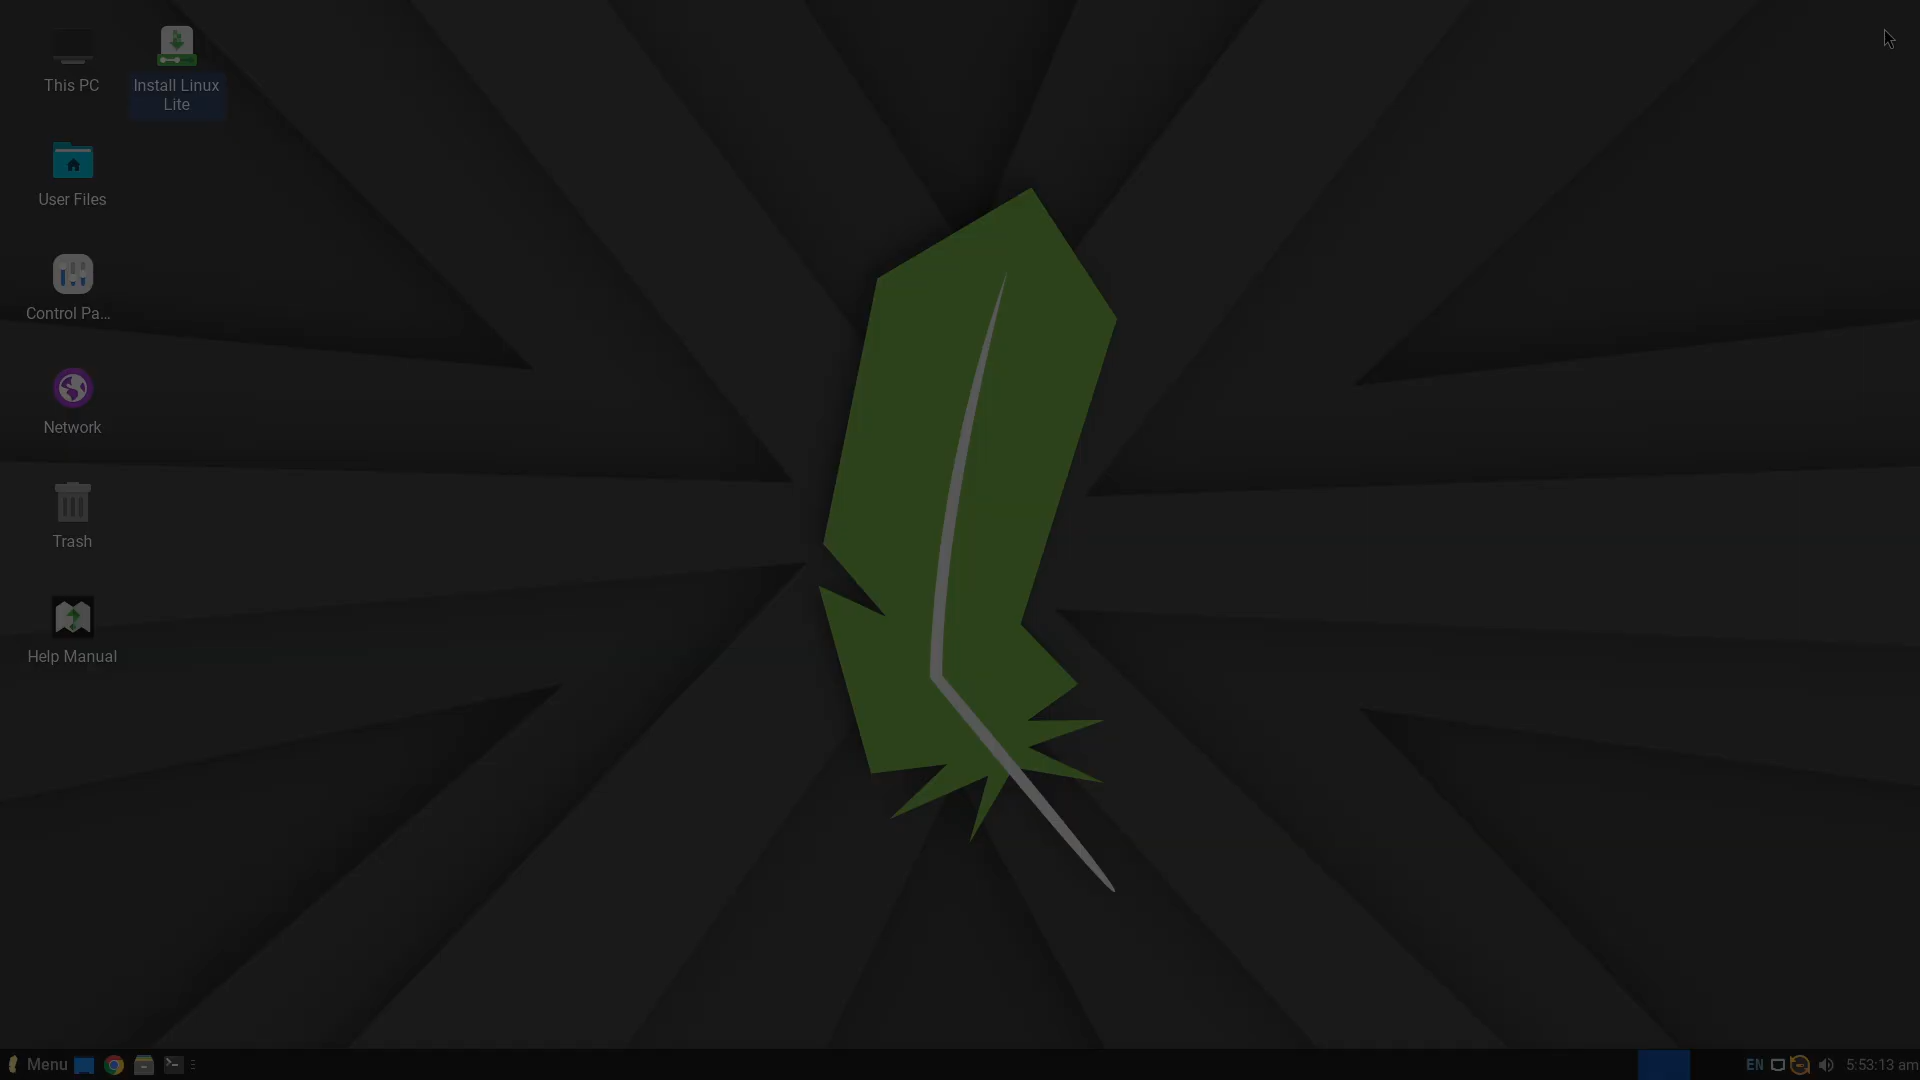 This PC
Install Linux
Lite
User Files
Control Pa...
Network
Trash
Help Manual
Menu
EN
5:53:13 am